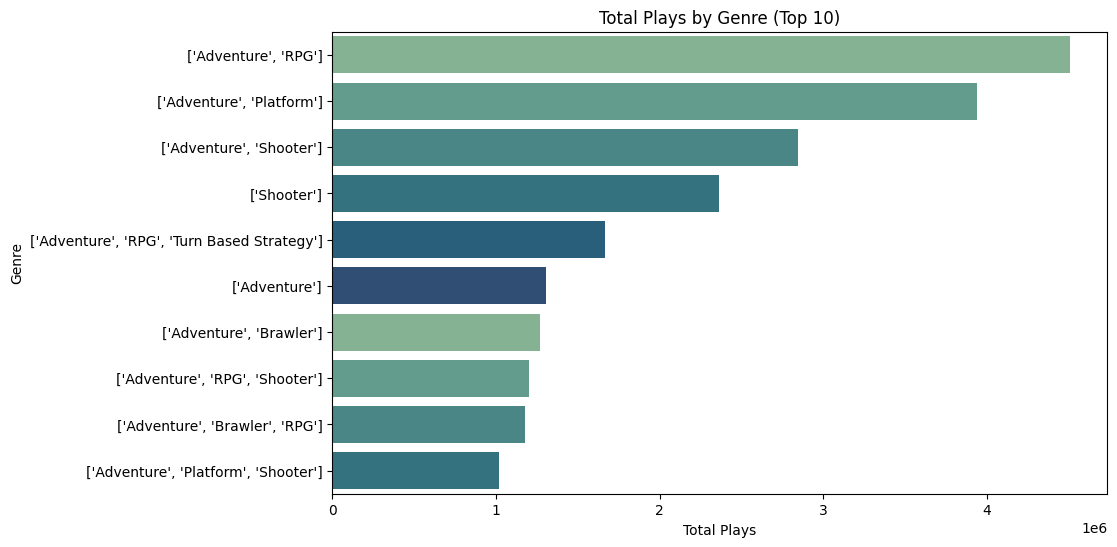 Total Plays by Genre (Top 10)
['Adventure', 'RPG']
['Adventure', 'Platform']
['Adventure', 'Shooter']
['Shooter']
['Adventure', 'RPG', 'Turn Based Strategy']
['Adventure']
['Adventure', 'Brawler']
['Adventure', 'RPG', 'Shooter']
['Adventure', 'Brawler', 'RPG']
['Adventure', 'Platform', 'Shooter']
Genre
0 1 2 3 4
1e6
Total Plays